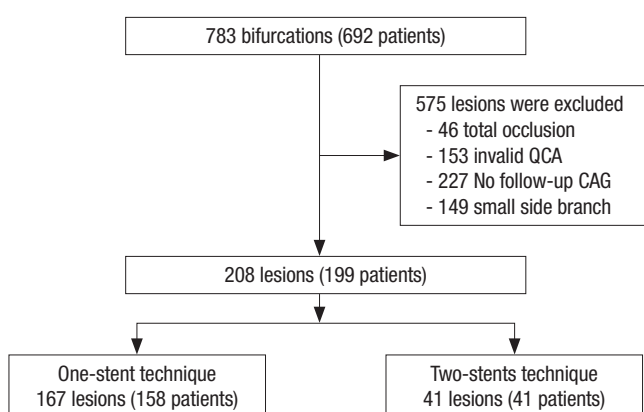 783 bifurcations (692 patients)
575 lesions were excluded
- 46 total occlusion
- 153 invalid QCA
- 227 No follow-up CAG
- 149 small side branch
208 lesions (199 patients)
One-stent technique
167 lesions (158 patients)
Two-stents technique
41 lesions (41 patients)